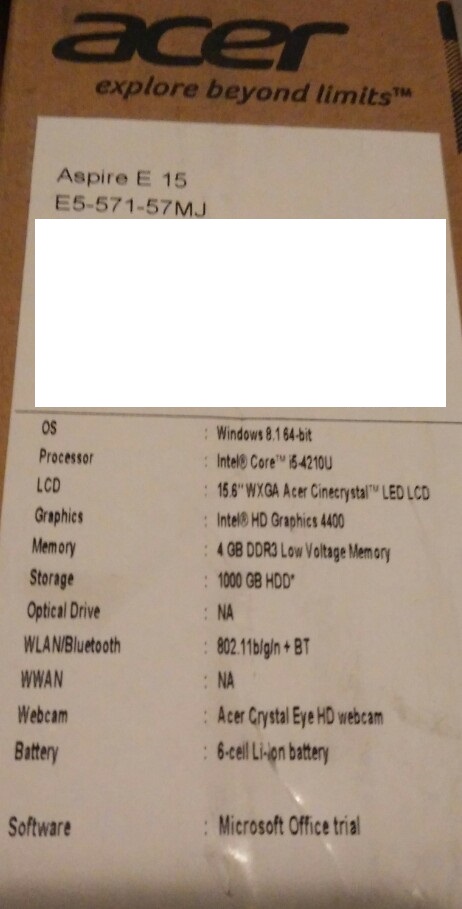 acer
explore beyond limits™
Aspire E 15
E5-571-57MJ
OS : Windows 8.1 64-bit
Processor : Intel® Core™ i5-4210U
LCD : 15.6" WXGA Acer Cinecrystal™ LED LCD
Graphics : Intel® HD Graphics 4400
Memory : 4 GB DDR3 Low Voltage Memory
Storage : 1000 GB HDD*
Optical Drive : NA
WLAN/Bluetooth : 802.11b/g/n + BT
WWAN : NA
Webcam : Acer Crystal Eye HD webcam
Battery : 6-cell Li-ion battery
Software : Microsoft Office trial